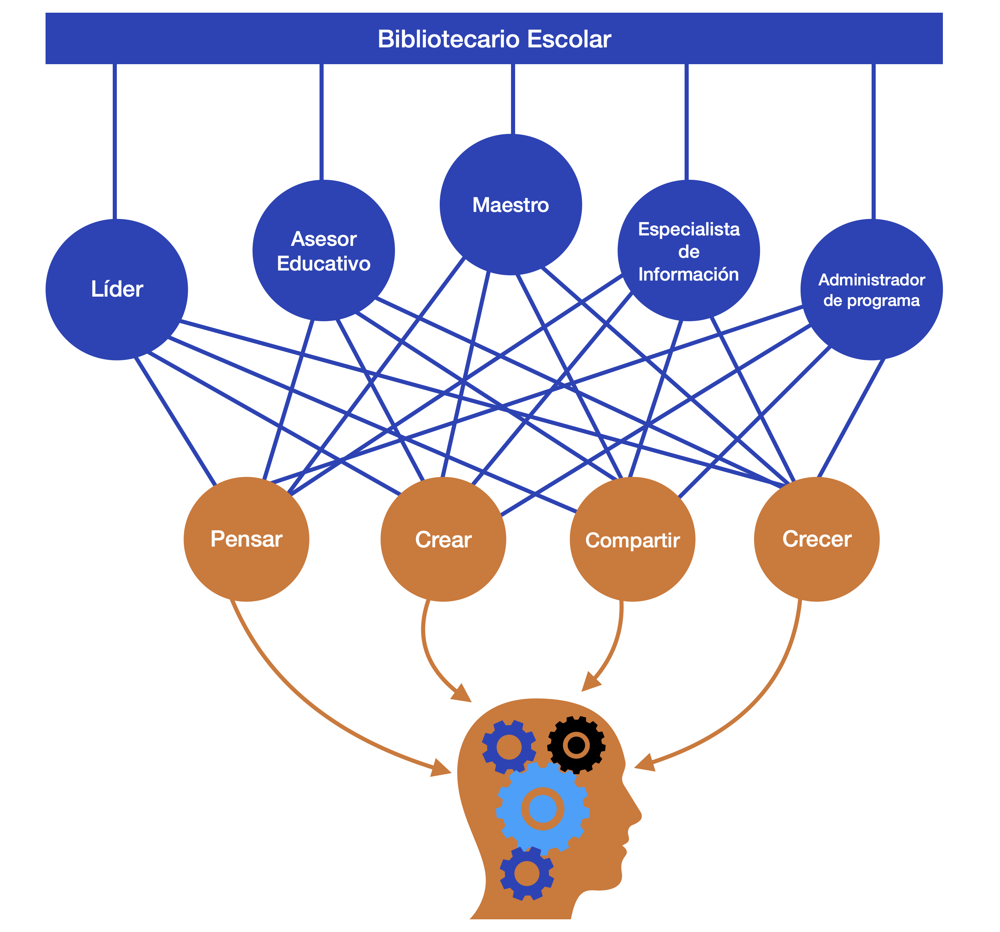 Bibliotecario Escolar
Líder
Asesor
Educativo
Maestro
Especialista
de
Información
Administrador
de programa
Pensar
Crear
Compartir
Crecer